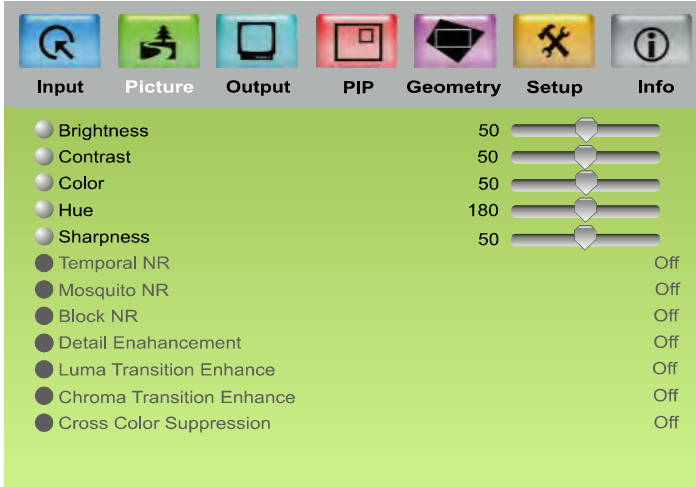 Input Picture Output PIP Geometry Setup Info
Brightness 50
Contrast 50
Color 50
Hue 180
Sharpness 50
Temporal NR Off
Mosquito NR Off
Block NR Off
Detail Enahancement Off
Luma Transition Enhance Off
Chroma Transition Enhance Off
Cross Color Suppression Off